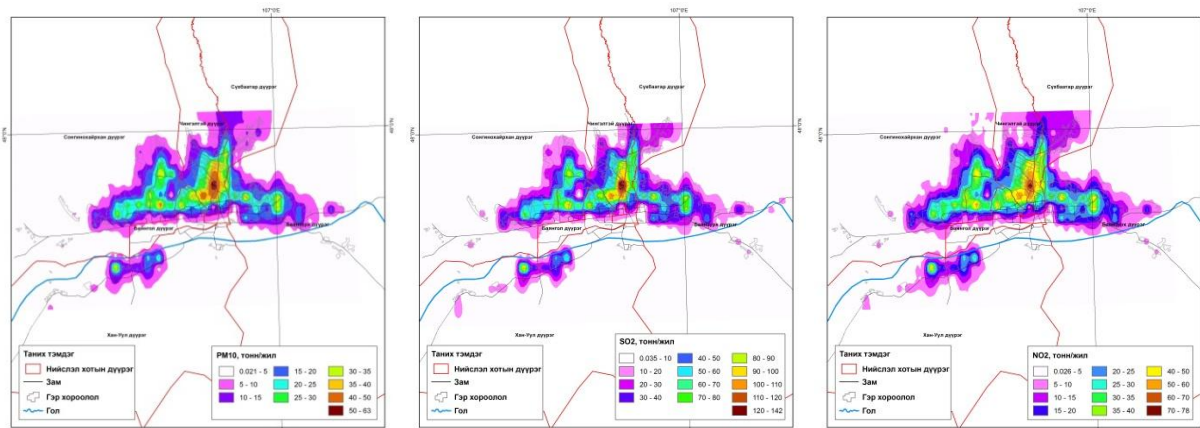 107°0'E
Сүхбаатар дүүрэг
Чингэлтэй дүүрэг
Сонгинохайрхан дүүрэг
48°0'N
48°0'N
Баянгол дүүрэг
Баянзүрх дүүрэг
Хан-Уул дүүрэг
Таних тэмдэг
Нийслэл хотын дүүрэг
Зам
Гэр хороолол
Гол
PM10, тонн/жил
0.021 - 5
5 - 10
10 - 15
15 - 20
20 - 25
25 - 30
30 - 35
35 - 40
40 - 50
50 - 63
107°0'E
Сүхбаатар дүүрэг
Чингэлтэй дүүрэг
Сонгинохайрхан дүүрэг
48°0'N
48°0'N
Баянгол дүүрэг
Баянзүрх дүүрэг
Хан-Уул дүүрэг
Таних тэмдэг
Нийслэл хотын дүүрэг
Зам
Гэр хороолол
Гол
SO2, тонн/жил
0.035 - 10
10 - 20
20 - 30
30 - 40
40 - 50
50 - 60
60 - 70
70 - 80
80 - 90
90 - 100
100 - 110
110 - 120
120 - 142
107°0'E
Сүхбаатар дүүрэг
Чингэлтэй дүүрэг
Сонгинохайрхан дүүрэг
48°0'N
48°0'N
Баянгол дүүрэг
Баянзүрх дүүрэг
Хан-Уул дүүрэг
Таних тэмдэг
Нийслэл хотын дүүрэг
Зам
Гэр хороолол
Гол
NO2, тонн/жил
0.026 - 5
5 - 10
10 - 15
15 - 20
20 - 25
25 - 30
30 - 35
35 - 40
40 - 50
50 - 60
60 - 70
70 - 78